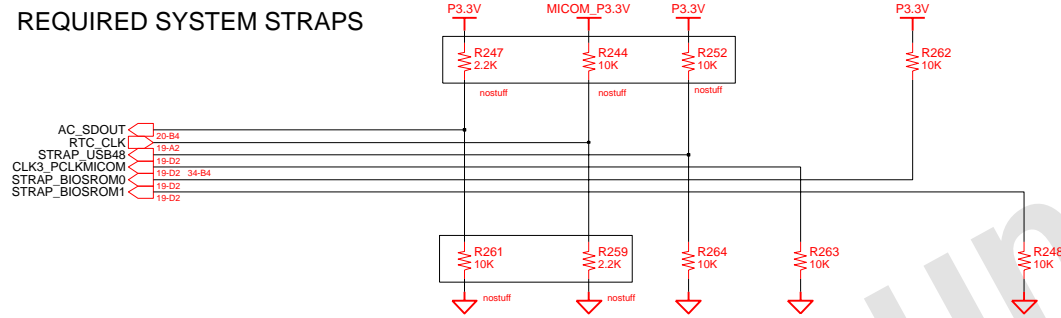 REQUIRED SYSTEM STRAPS
P3.3V MICOM_P3.3V P3.3V P3.3V
R247 R244 R252 R262
2.2K 10K 10K 10K
nostuff nostuff nostuff
AC_SDOUT
20-B4
RTC_CLK
19-A2
STRAP_USB48
19-D2
CLK3_PCLKMICOM
19-D2 34-B4
STRAP_BIOSROM0
19-D2
STRAP_BIOSROM1
19-D2
R261 R259 R264 R263 R248
10K 2.2K 10K 10K 10K
nostuff nostuff